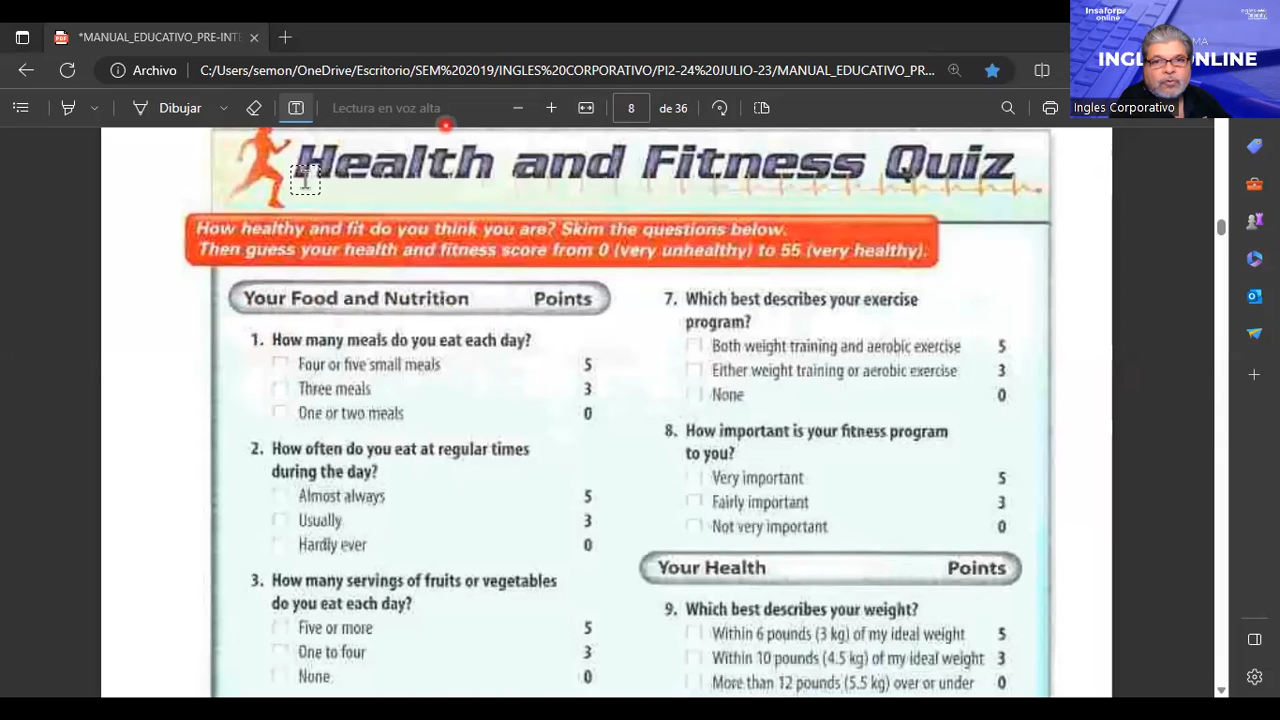 *MANUAL_EDUCATIVO_PRE-INTE
Archivo
C:/Users/semon/OneDrive/Escritorio/SEM%202019/INGLES%20CORPORATIVO/PI2-24%20JULIO-23/MANUAL_EDUCATIVO_PR...
Dibujar
Lectura en voz alta
8
de 36
Insaforp
online
INGL
ONLINE
Ingles Corporativo
Health and Fitness Quiz
How healthy and fit do you think you are? Skim the questions below.
Then guess your health and fitness score from 0 (very unhealthy) to 55 (very healthy).
Your Food and Nutrition Points
1. How many meals do you eat each day?
Four or five small meals 5
Three meals 3
One or two meals 0
2. How often do you eat at regular times
during the day?
Almost always 5
Usually 3
Hardly ever 0
3. How many servings of fruits or vegetables
do you eat each day?
Five or more 5
One to four 3
None 0
7. Which best describes your exercise
program?
Both weight training and aerobic exercise 5
Either weight training or aerobic exercise 3
None 0
8. How important is your fitness program
to you?
Very important 5
Fairly important 3
Not very important 0
Your Health Points
9. Which best describes your weight?
Within 6 pounds (3 kg) of my ideal weight 5
Within 10 pounds (4.5 kg) of my ideal weight 3
More than 12 pounds (5.5 kg) over or under 0